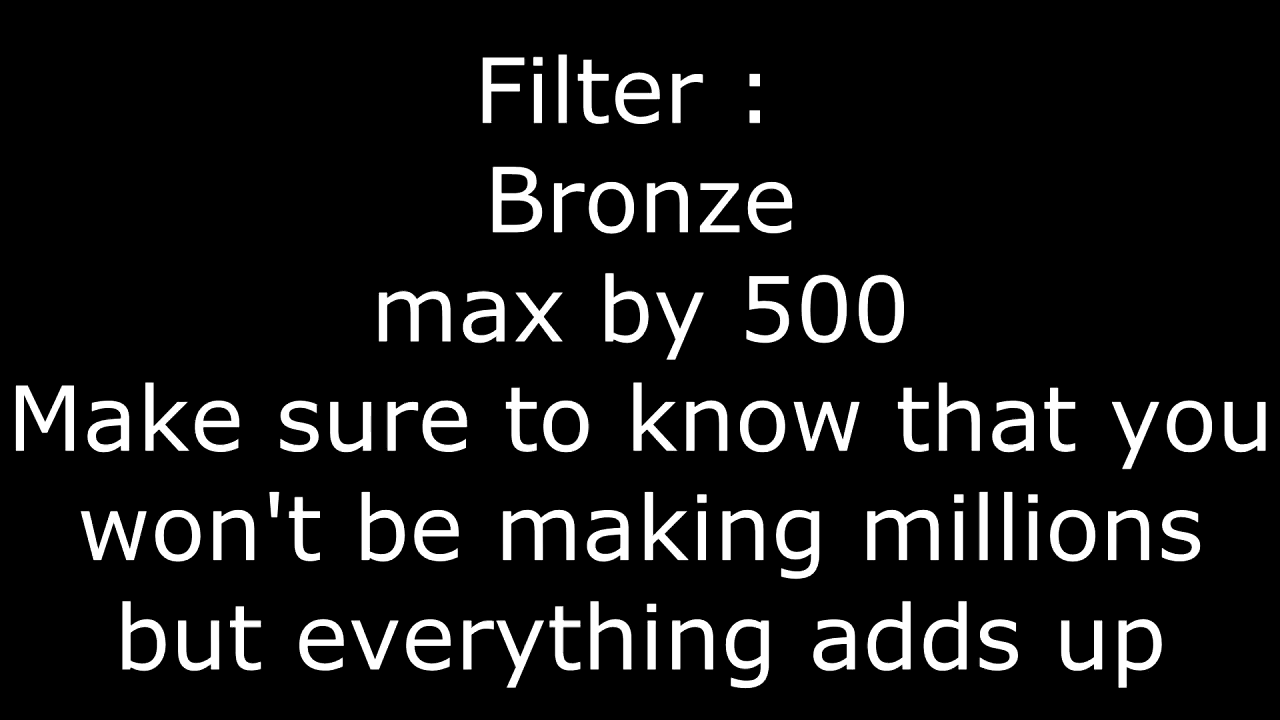 Filter :
Bronze
max by 500
Make sure to know that you
won't be making millions
but everything adds up